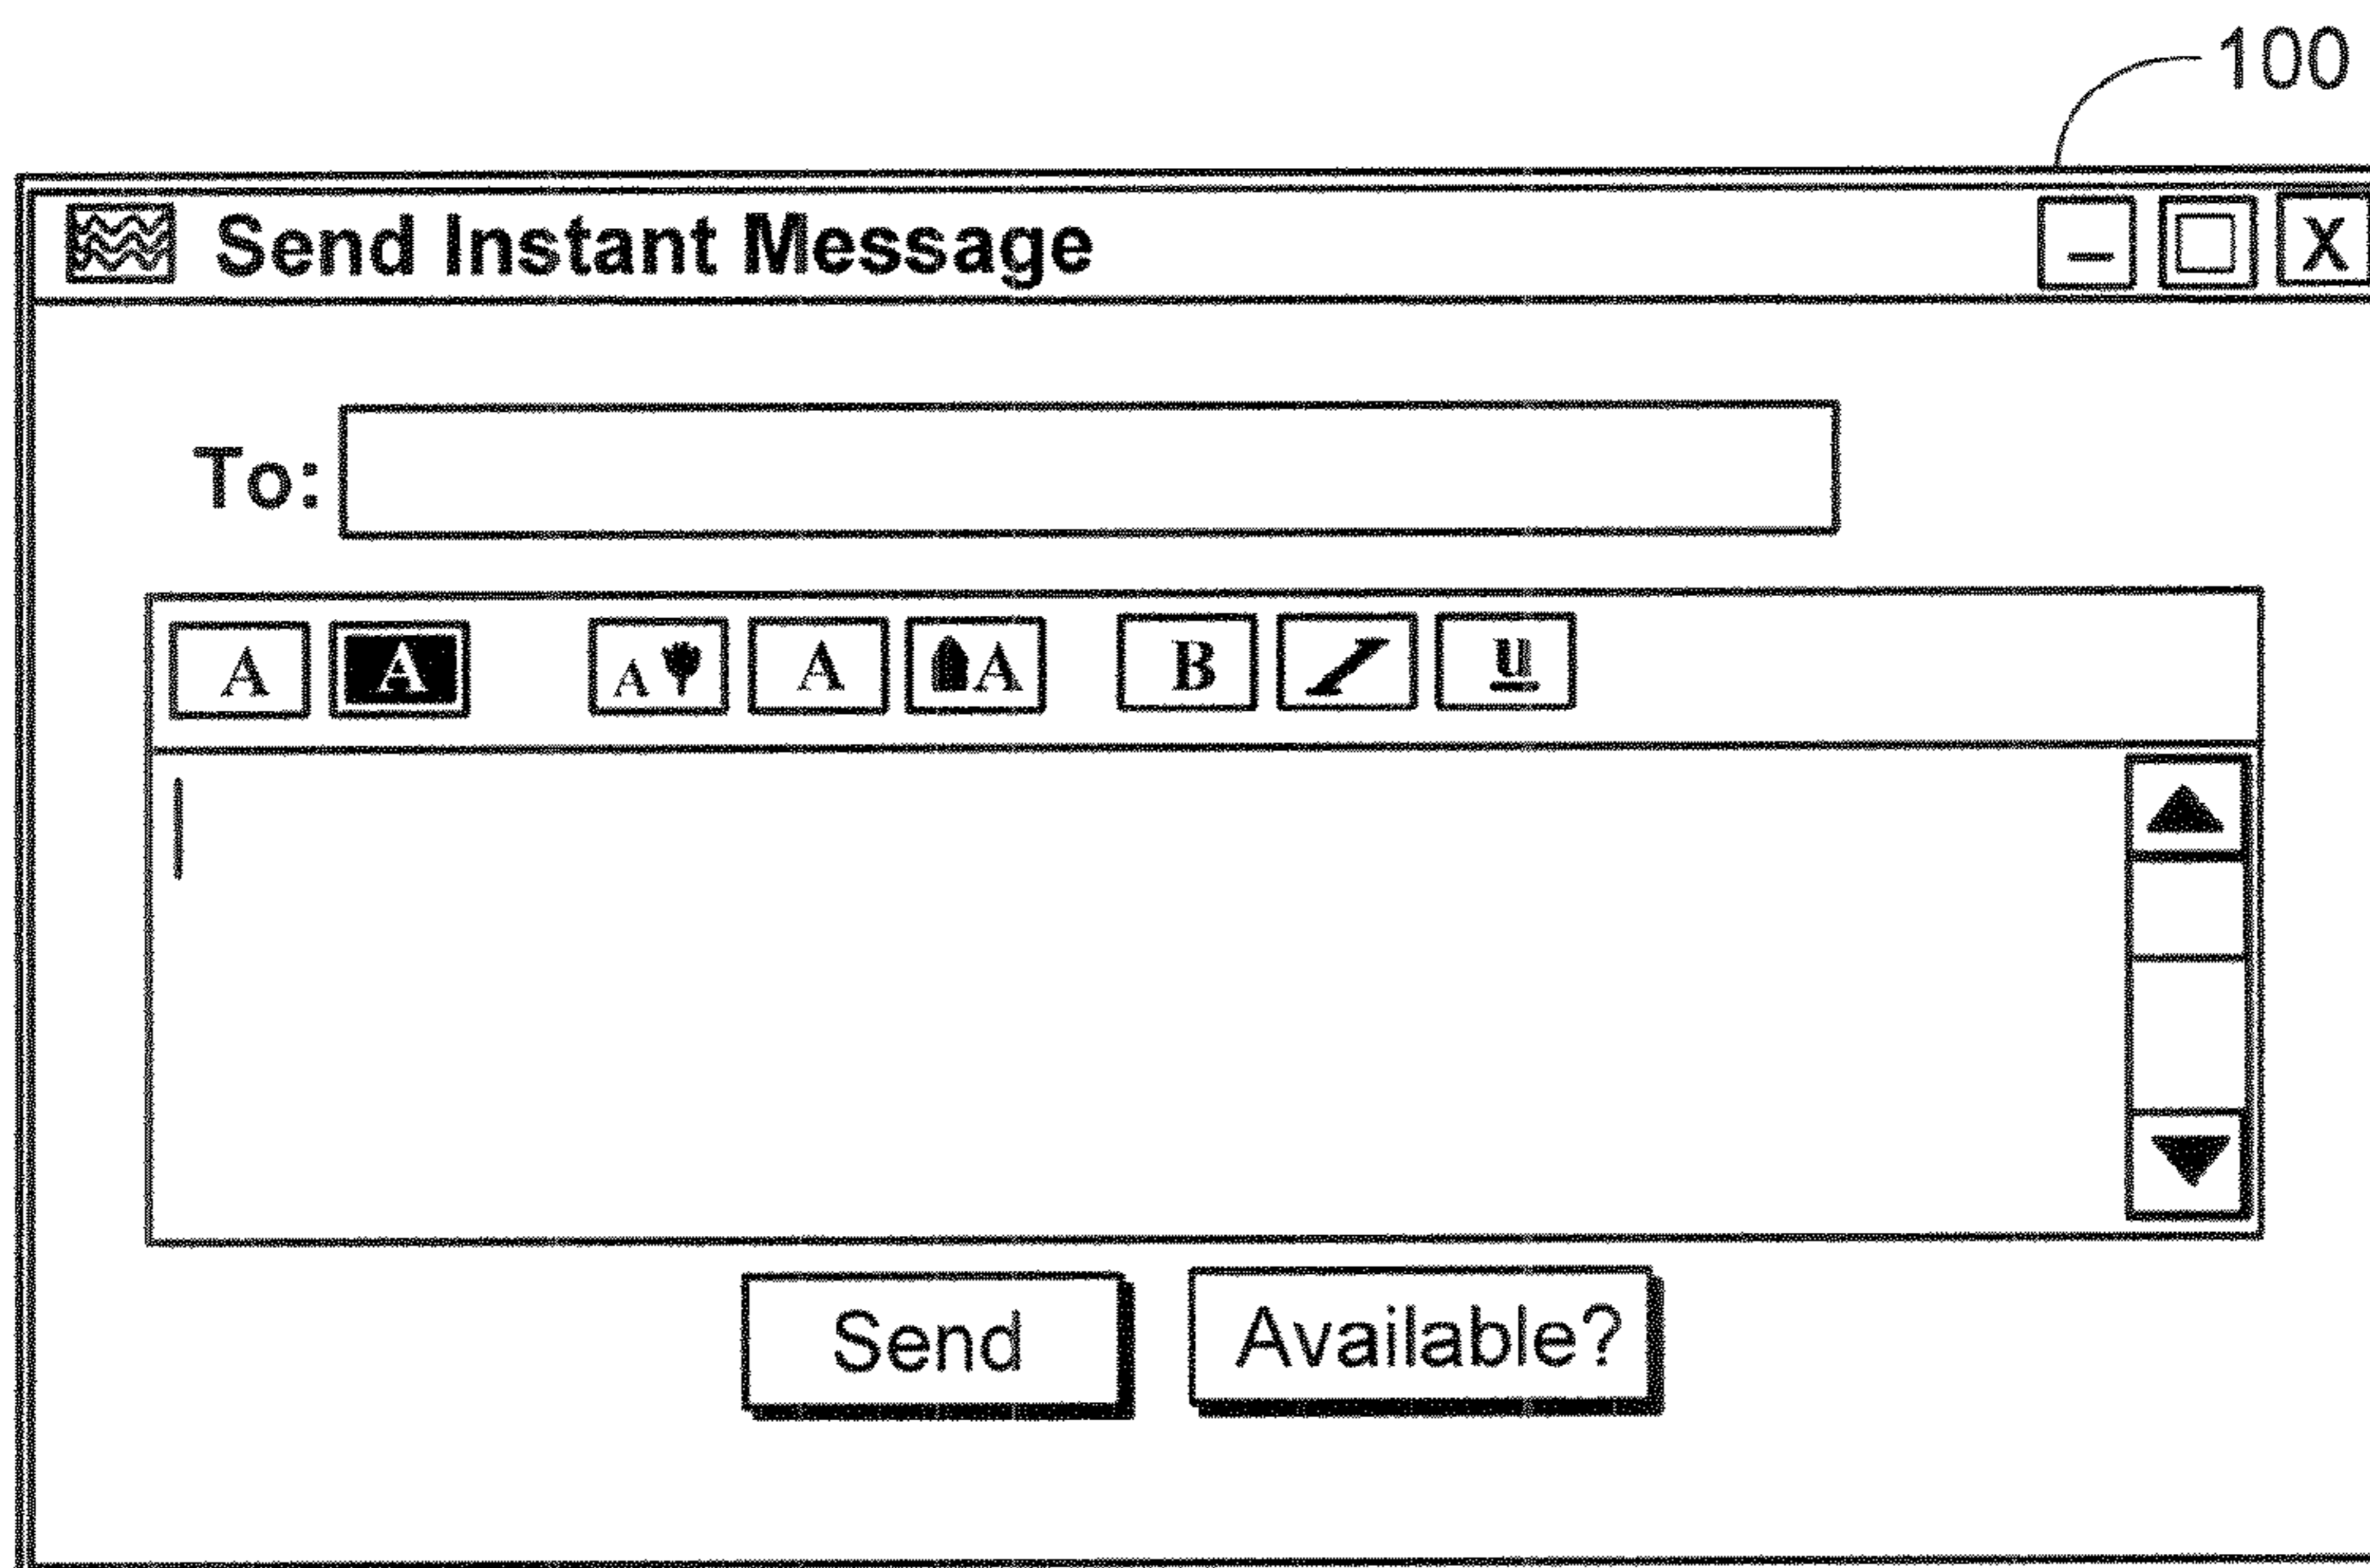 100
Send Instant Message X
To:
A A A A A B I u
Send Available?